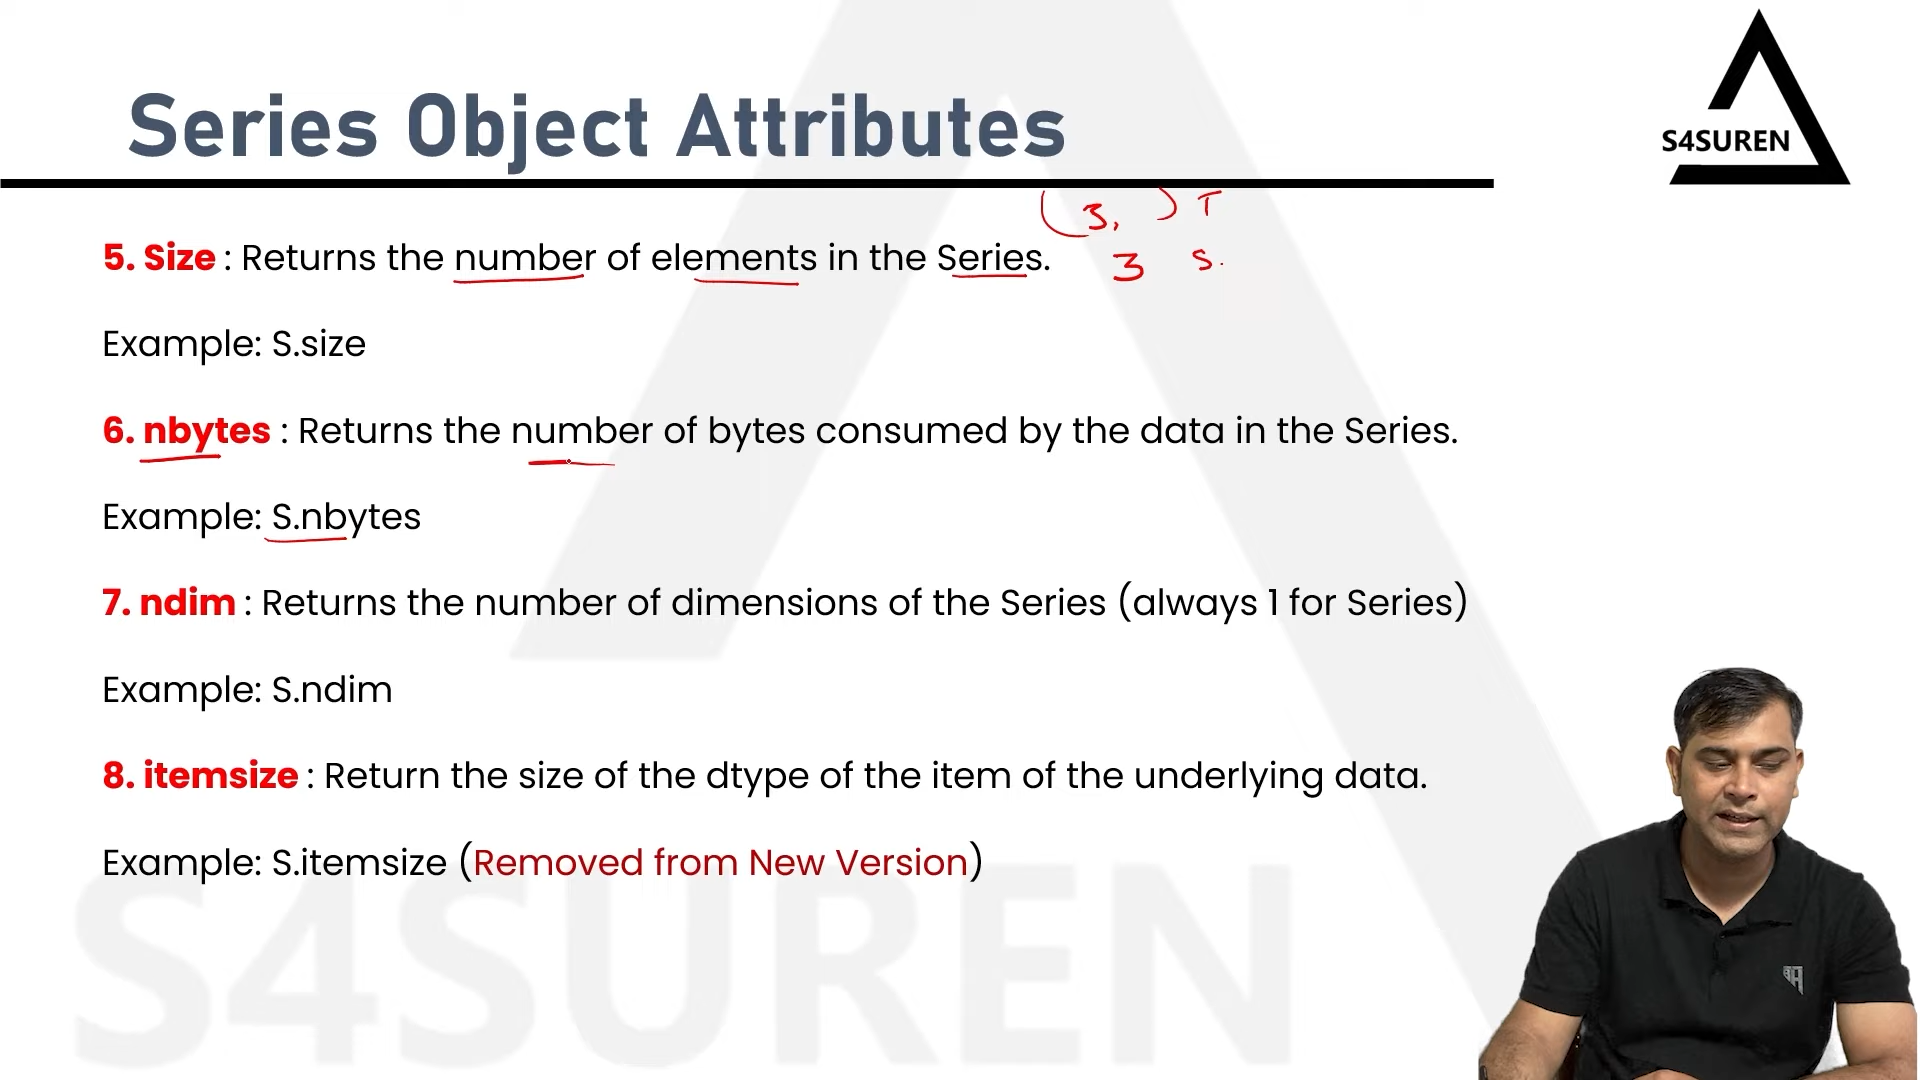 Series Object Attributes
S4SUREN
(3, ) T
5. Size : Returns the number of elements in the Series.
3 S.
Example: S.size
6. nbytes : Returns the number of bytes consumed by the data in the Series.
Example: S.nbytes
7. ndim : Returns the number of dimensions of the Series (always 1 for Series)
Example: S.ndim
8. itemsize : Return the size of the dtype of the item of the underlying data.
Example: S.itemsize (Removed from New Version)
S4SUREN